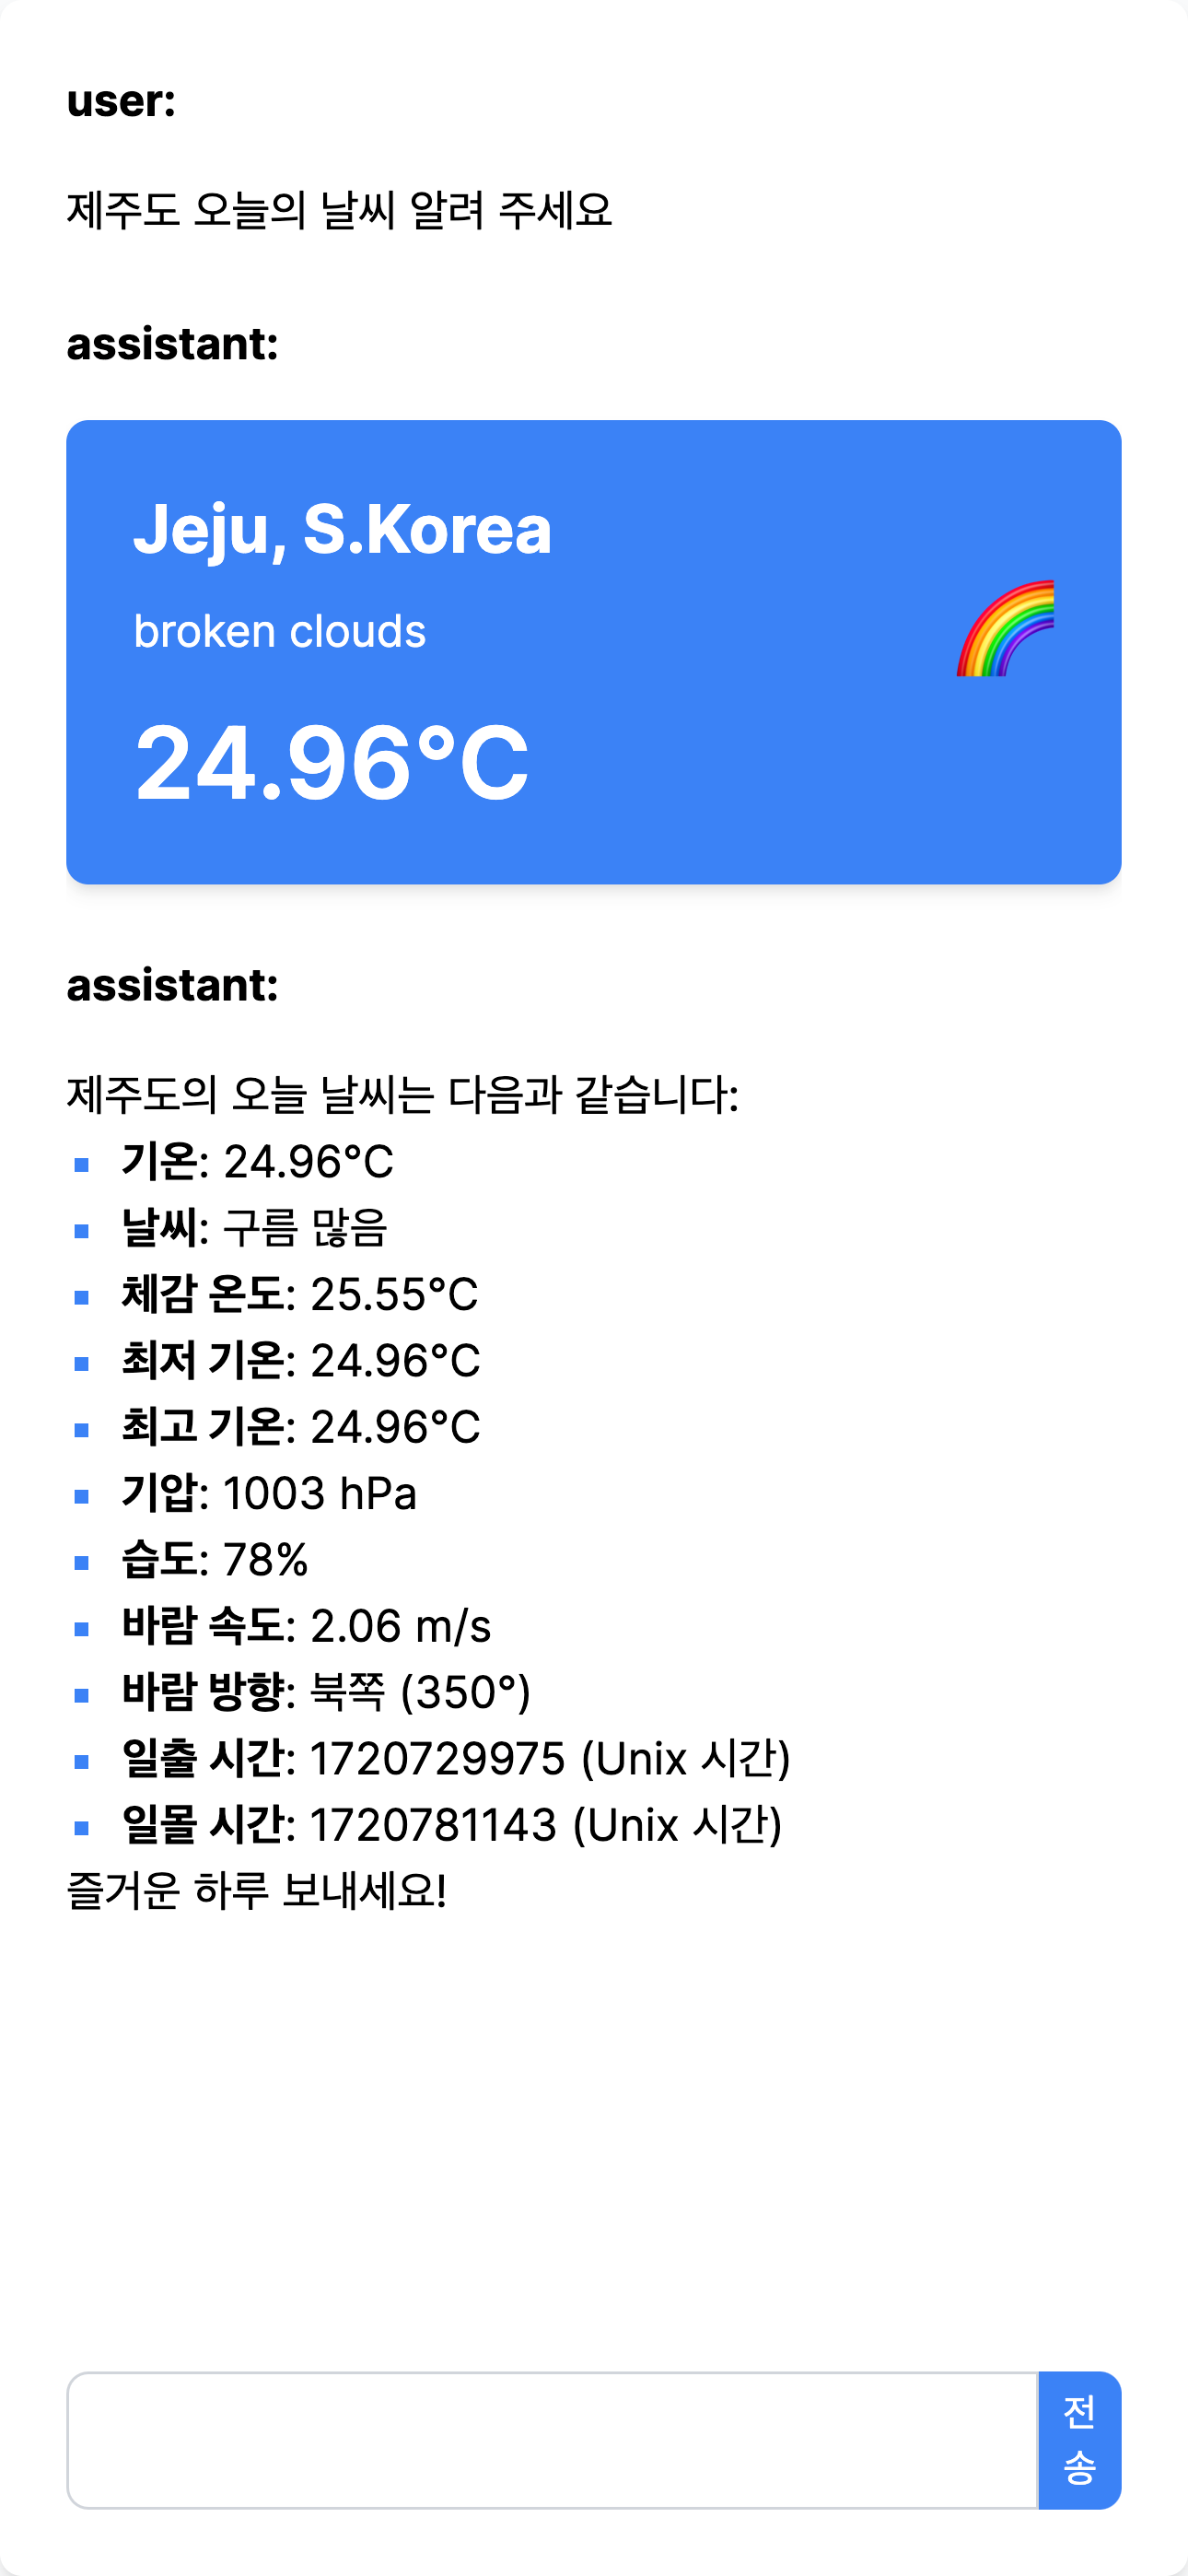 user:
제주도 오늘의 날씨 알려 주세요
assistant:
Jeju, S.Korea
broken clouds
24.96°C
assistant:
제주도의 오늘 날씨는 다음과 같습니다:
기온: 24.96°C
날씨: 구름 많음
체감 온도: 25.55°C
최저 기온: 24.96°C
최고 기온: 24.96°C
기압: 1003 hPa
습도: 78%
바람 속도: 2.06 m/s
바람 방향: 북쪽 (350°)
일출 시간: 1720729975 (Unix 시간)
일몰 시간: 1720781143 (Unix 시간)
즐거운 하루 보내세요!
전
송